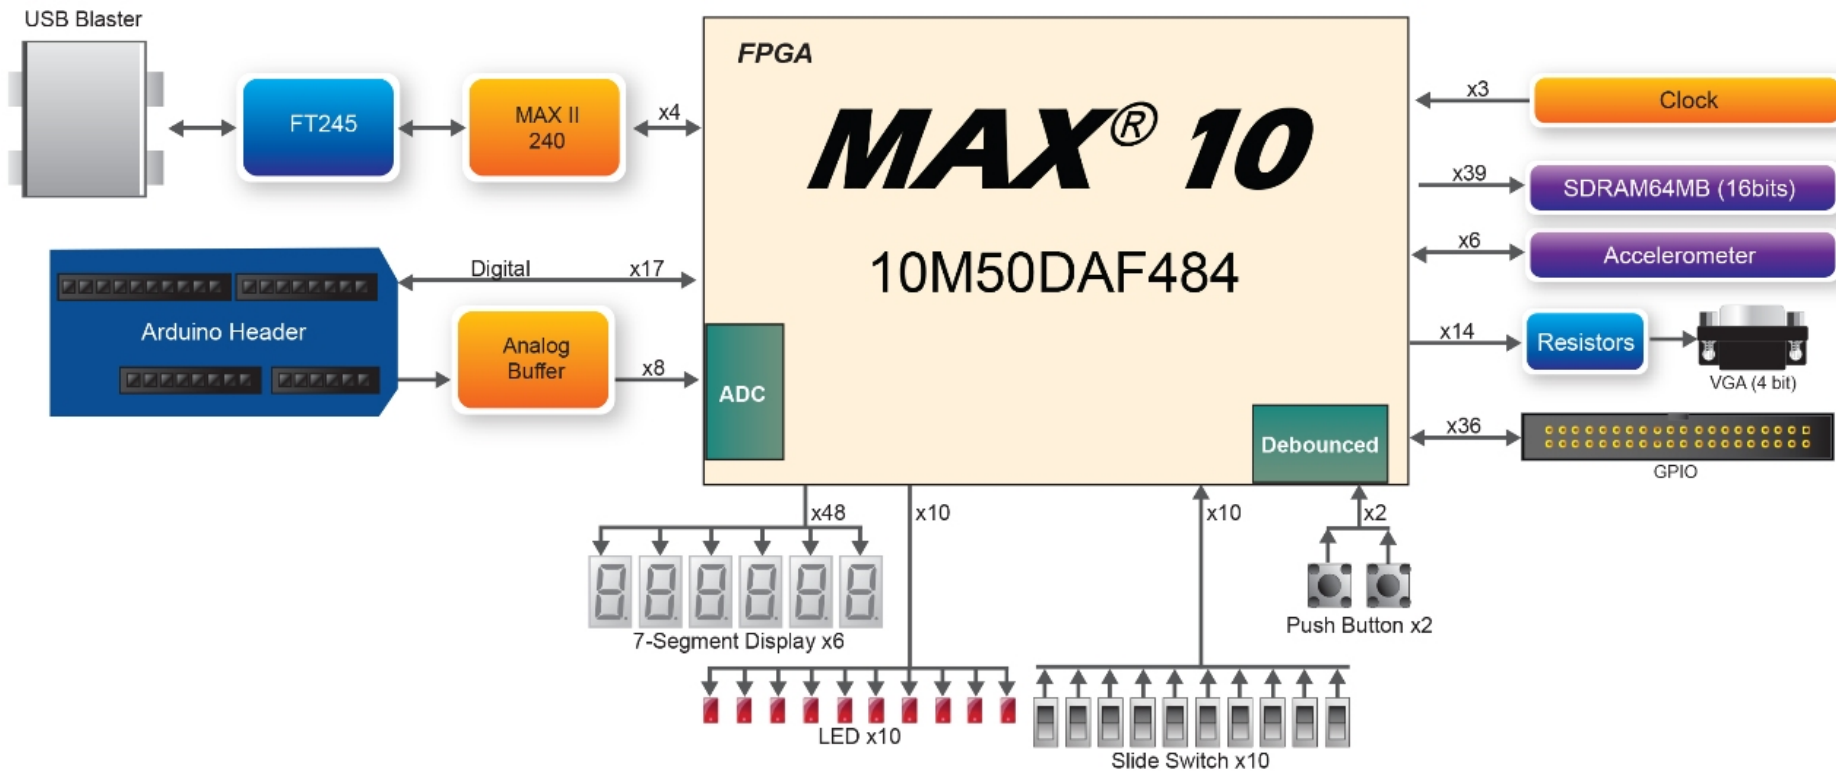 USB Blaster
FPGA
MAX® 10
10M50DAF484
FT245
MAX II
240
x4
x3
Clock
x39
SDRAM64MB (16bits)
x6
Accelerometer
Digital
x17
Arduino Header
Analog
Buffer
x8
ADC
x14
Resistors
VGA (4 bit)
Debounced
x36
GPIO
x48
x10
x10
x2
7-Segment Display x6
Push Button x2
LED x10
Slide Switch x10